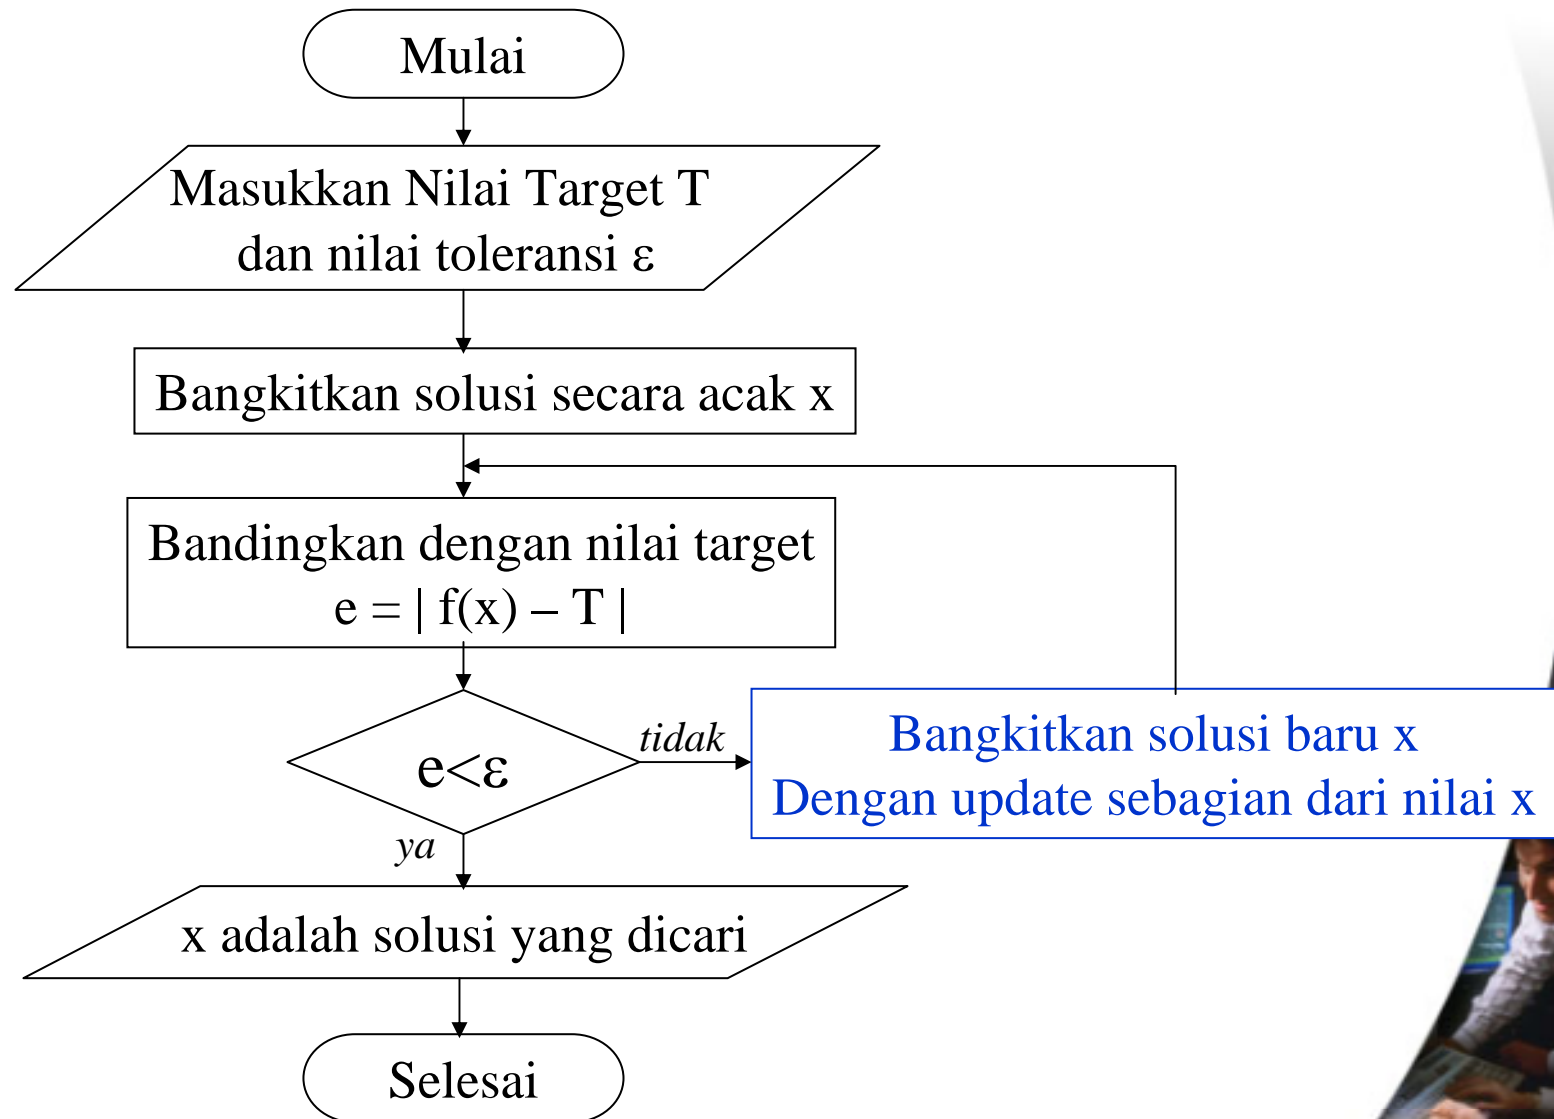 Mulai
Masukkan Nilai Target T
dan nilai toleransi ε
Bangkitkan solusi secara acak x
Bandingkan dengan nilai target
e = | f(x) – T |
e<ε
tidak
Bangkitkan solusi baru x
Dengan update sebagian dari nilai x
ya
x adalah solusi yang dicari
Selesai